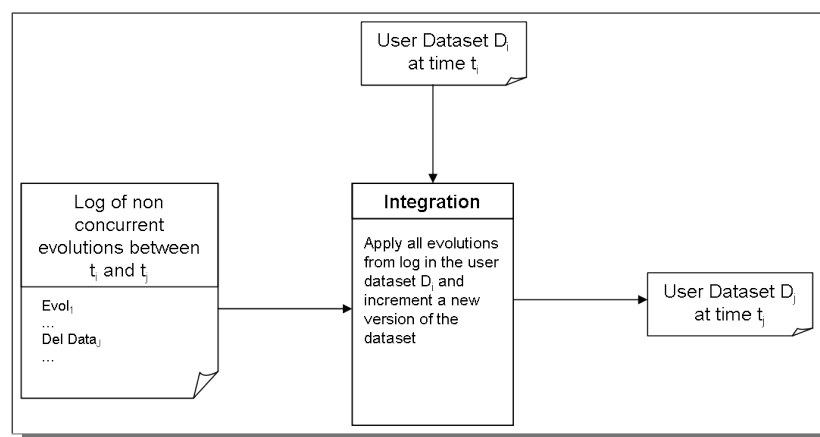 User Dataset Di
at time ti
Log of non
concurrent
evolutions between
ti and tj
Evol1
...
Del DataJ
...
Integration
Apply all evolutions
from log in the user
dataset Di and
increment a new
version of the
dataset
User Dataset Dj
at time tj